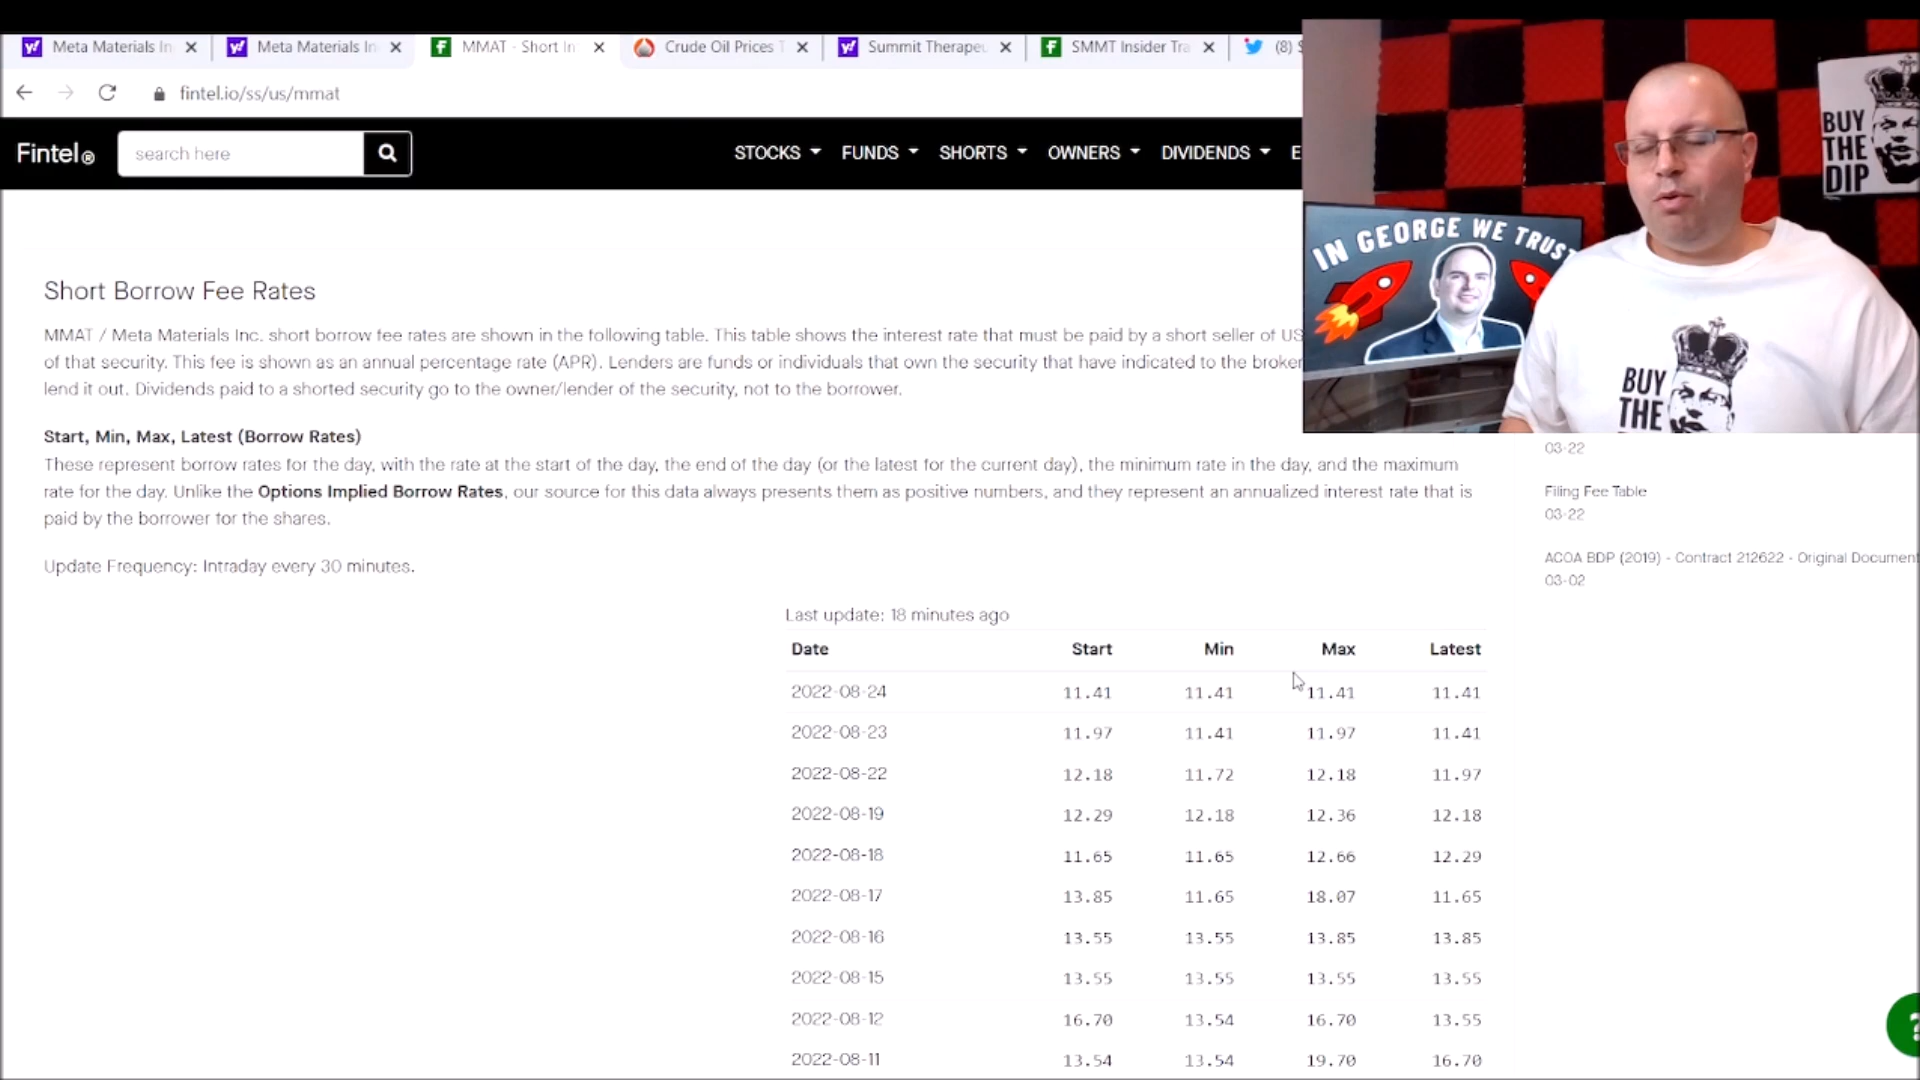 Meta Materials In
Meta Materials In
MMAT - Short In
Crude Oil Prices T
Summit Therapeu
SMMT Insider Tra
(8) S
fintel.io/ss/us/mmat
Fintel®
search here
STOCKS
FUNDS
SHORTS
OWNERS
DIVIDENDS
E
BUY
THE
DIP
IN GEORGE WE TRUST
BUY
THE
Short Borrow Fee Rates
MMAT / Meta Materials Inc. short borrow fee rates are shown in the following table. This table shows the interest rate that must be paid by a short seller of US
of that security. This fee is shown as an annual percentage rate (APR). Lenders are funds or individuals that own the security that have indicated to the broker
lend it out. Dividends paid to a shorted security go to the owner/lender of the security, not to the borrower.
Start, Min, Max, Latest (Borrow Rates)
These represent borrow rates for the day, with the rate at the start of the day, the end of the day (or the latest for the current day), the minimum rate in the day, and the maximum
rate for the day. Unlike the Options Implied Borrow Rates, our source for this data always presents them as positive numbers, and they represent an annualized interest rate that is
paid by the borrower for the shares.
Update Frequency: Intraday every 30 minutes.
03-22
Filing Fee Table
03-22
ACOA BDP (2019) - Contract 212622 - Original Document
03-02
Last update: 18 minutes ago
Date Start Min Max Latest
2022-08-24 11.41 11.41 11.41 11.41
2022-08-23 11.97 11.41 11.97 11.41
2022-08-22 12.18 11.72 12.18 11.97
2022-08-19 12.29 12.18 12.36 12.18
2022-08-18 11.65 11.65 12.66 12.29
2022-08-17 13.85 11.65 18.07 11.65
2022-08-16 13.55 13.55 13.85 13.85
2022-08-15 13.55 13.55 13.55 13.55
2022-08-12 16.70 13.54 16.70 13.55
2022-08-11 13.54 13.54 19.70 16.70
?